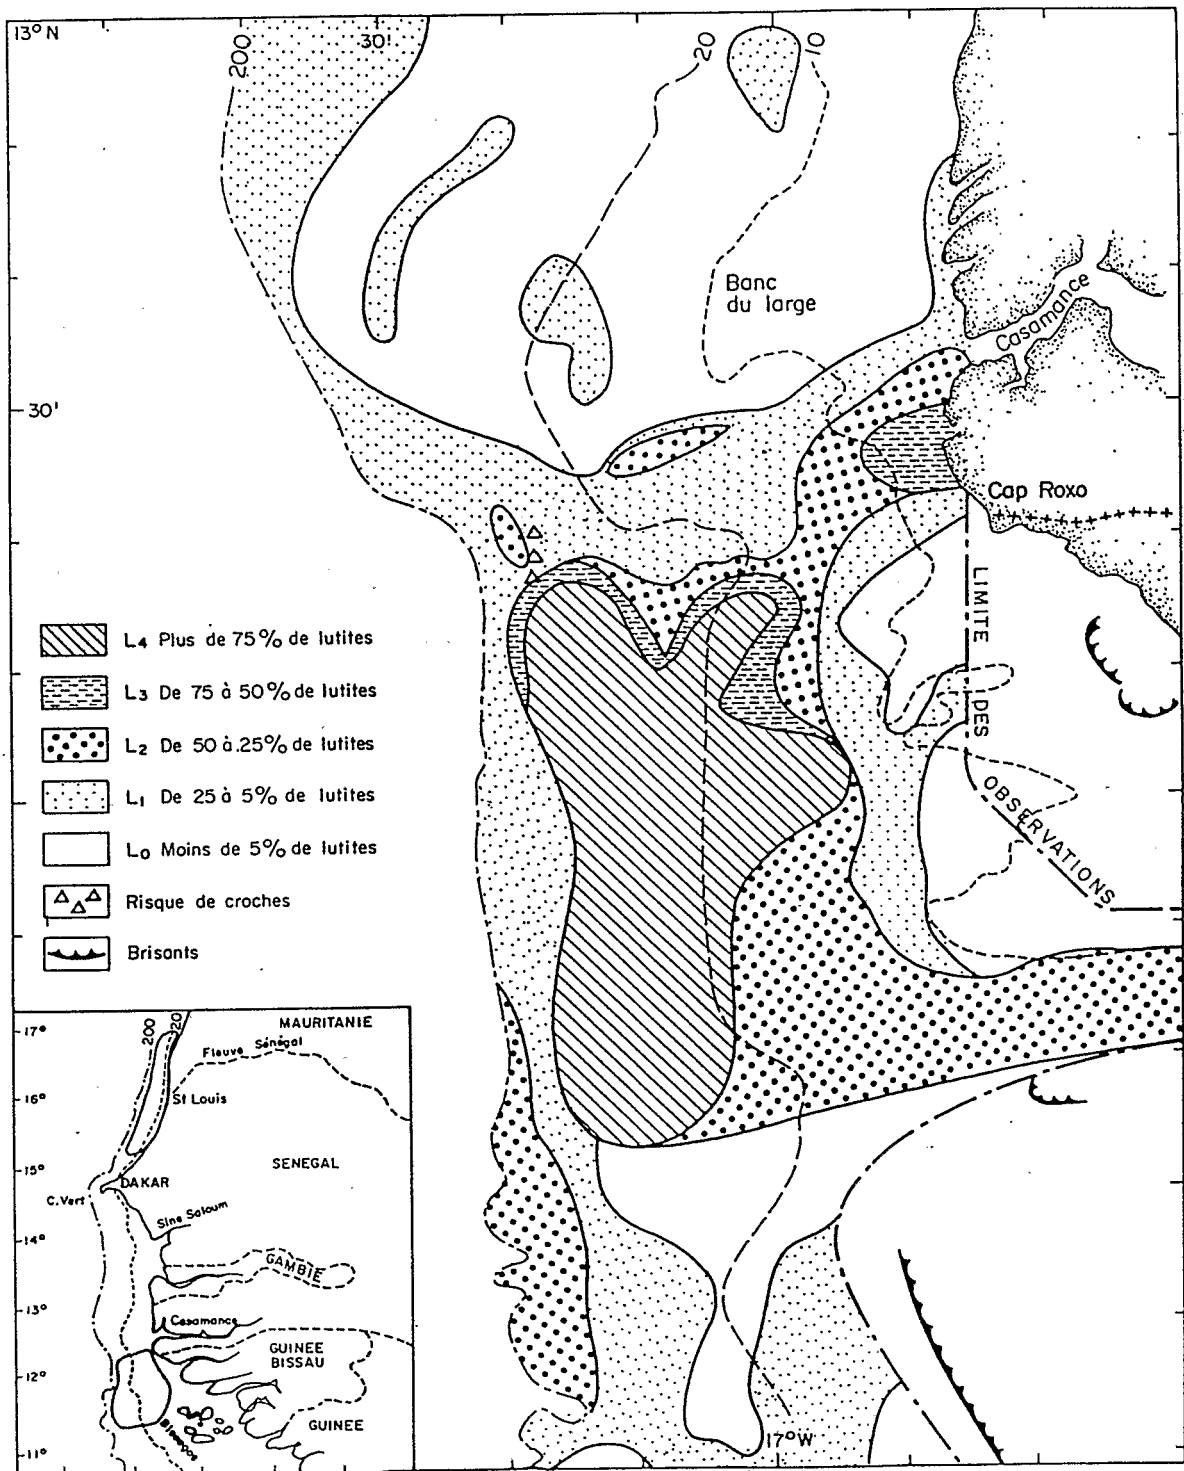 13° N
30'
200
20
10
Banc
du large
Casamance
30'
Cap Roxo
LIMITE DES OBSERVATIONS
L4 Plus de 75% de lutites
L3 De 75 à 50% de lutites
L2 De 50 à 25% de lutites
L1 De 25 à 5% de lutites
L0 Moins de 5% de lutites
Risque de croches
Brisants
17° W
17°
16°
15°
14°
13°
12°
11°
200
20
MAURITANIE
Fleuve Sénégal
St Louis
SENEGAL
DAKAR
C. Vert
Sine Saloum
GAMBIE
Casamance
GUINEE
BISSAU
GUINEE